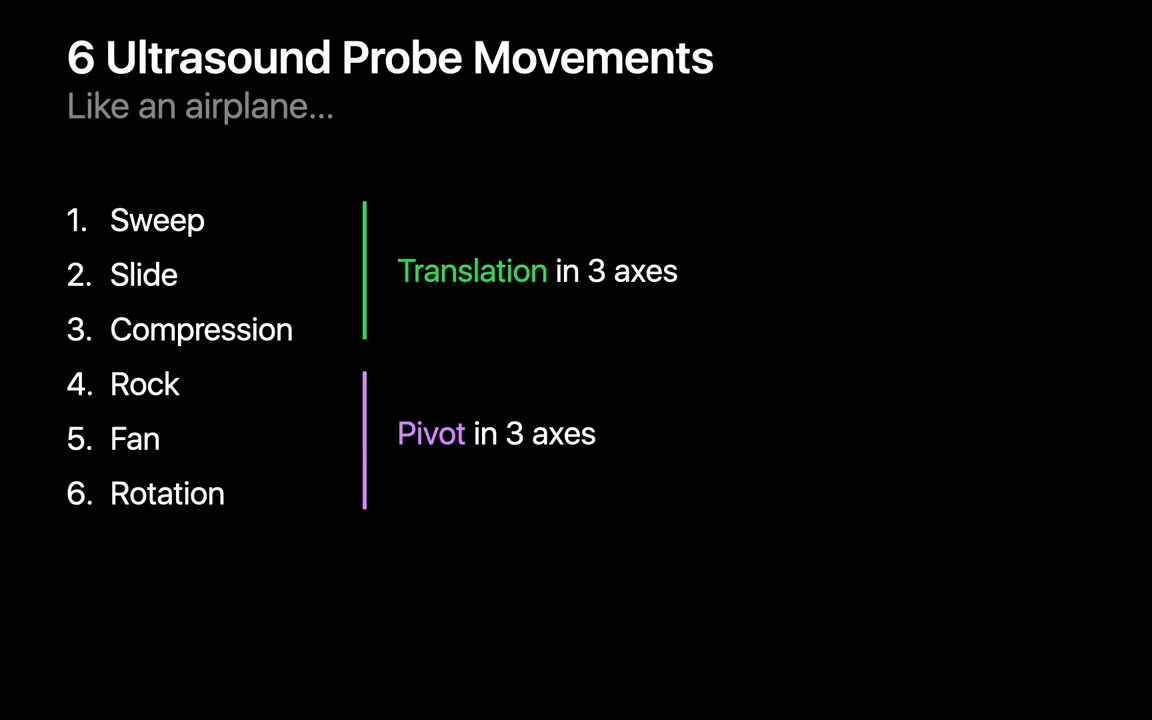 6 Ultrasound Probe Movements
Like an airplane...
1. Sweep
2. Slide
3. Compression
Translation in 3 axes
4. Rock
5. Fan
6. Rotation
Pivot in 3 axes